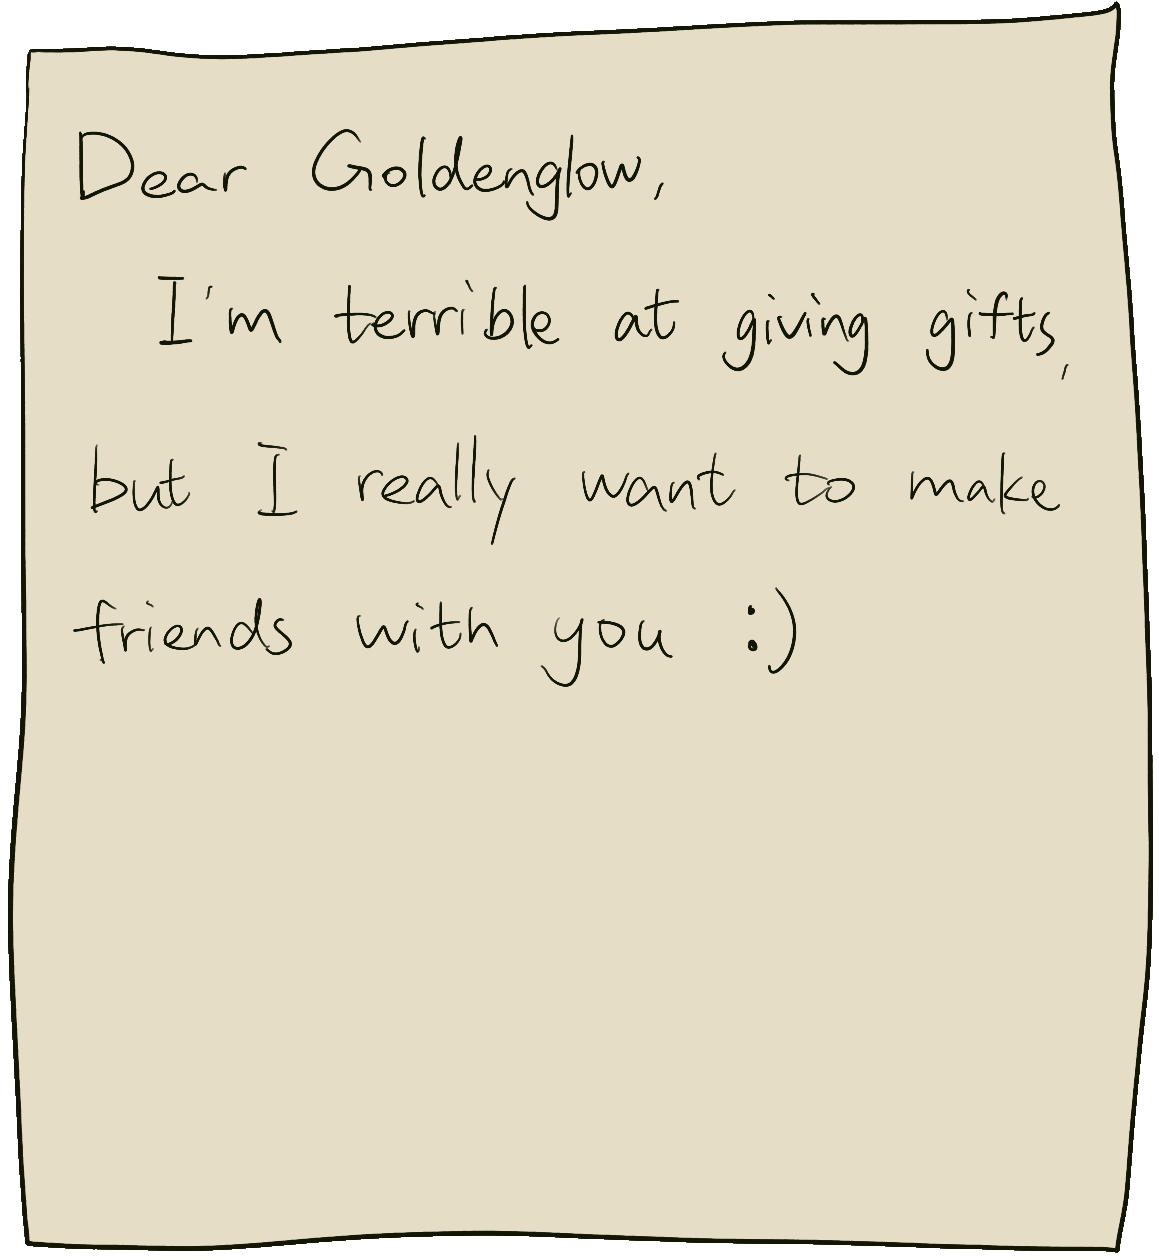 Dear Goldenglow,
I'm terrible at giving gifts,
but I really want to make
friends with you :)